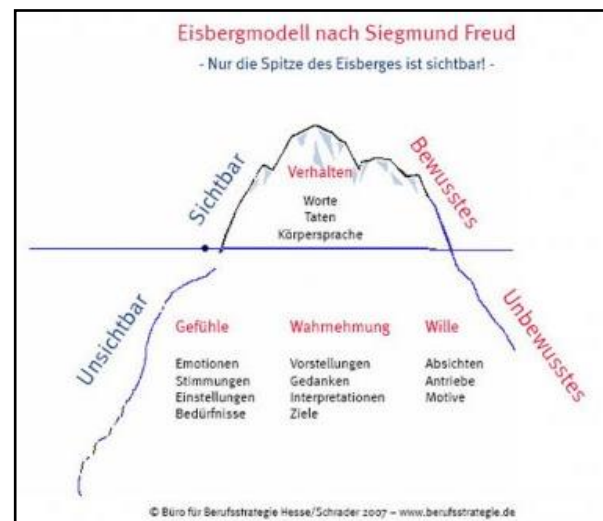 Eisbergmodell nach Siegmund Freud
- Nur die Spitze des Eisberges ist sichtbar! -
Sichtbar
Bewusstes
Verhalten
Worte
Taten
Körpersprache
Unsichtbar
Unbewusstes
Gefühle
Emotionen
Stimmungen
Einstellungen
Bedürfnisse
Wahrnehmung
Vorstellungen
Gedanken
Interpretationen
Ziele
Wille
Absichten
Antriebe
Motive
© Büro für Berufsstrategie Hesse/Schrader 2007 – www.berufsstrategie.de